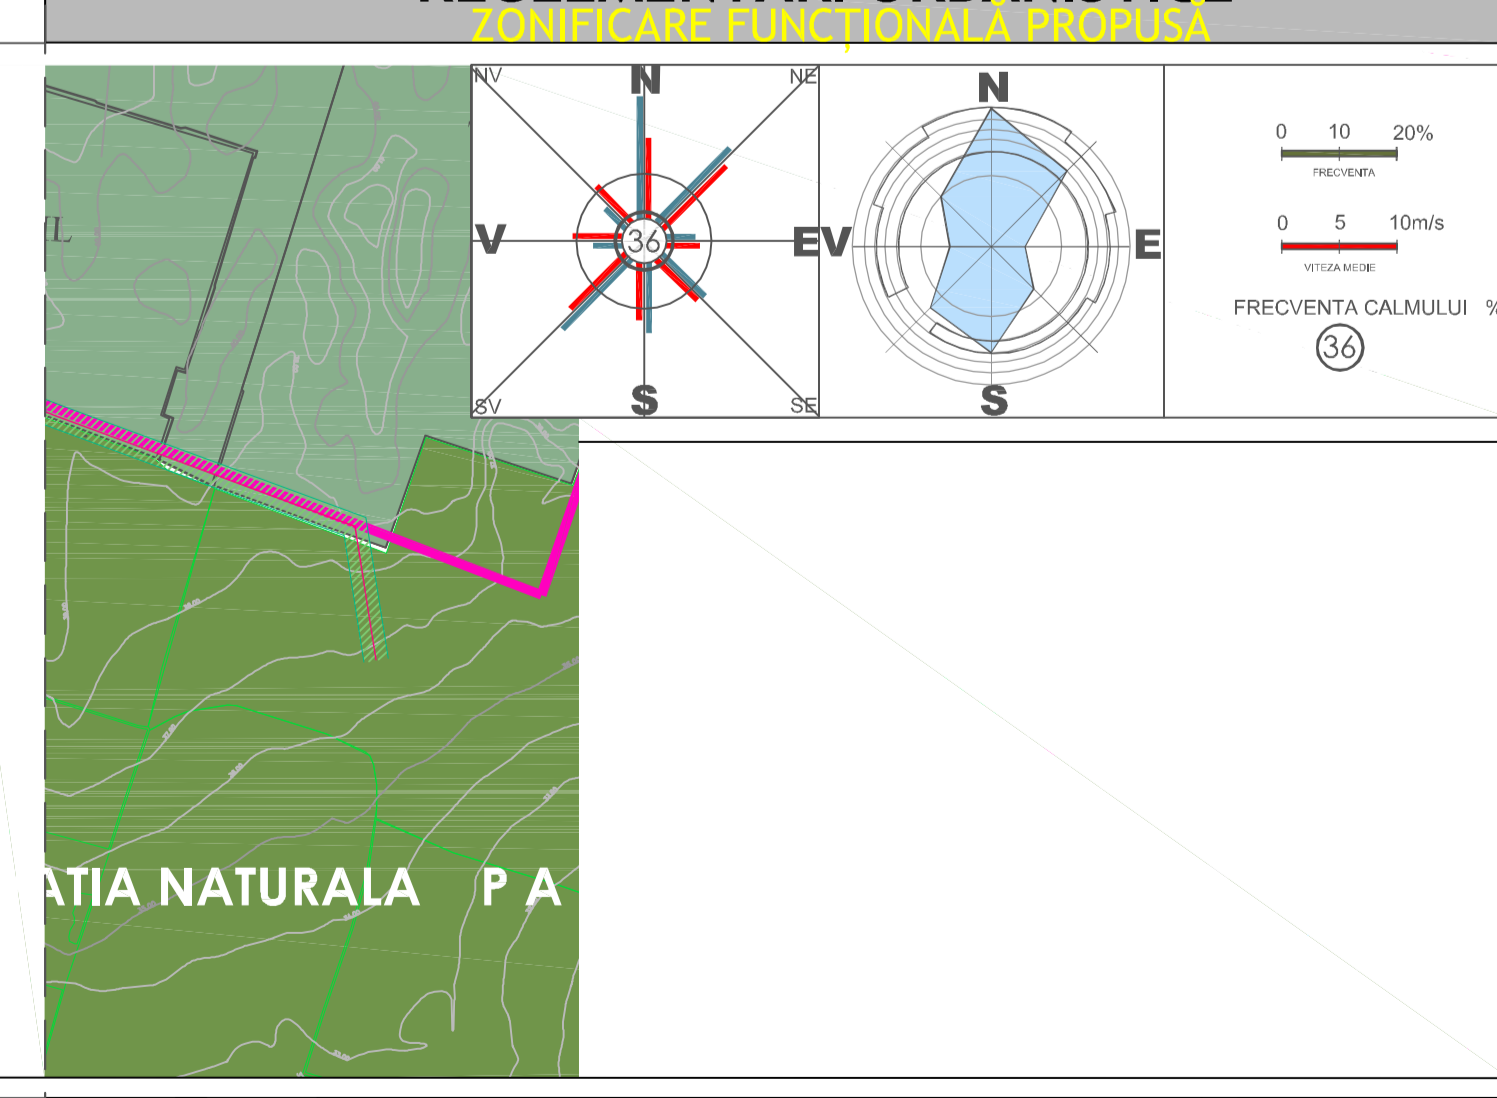 ZONIFICARE FUNCȚIONALĂ PROPUSĂ
NV
N
NE
V
36
E
SV
S
SE
N
V
E
S
0 10 20%
FRECVENTA
0 5 10m/s
VITEZA MEDIE
FRECVENTA CALMULUI %
36
IL
ATIA NATURALA P A